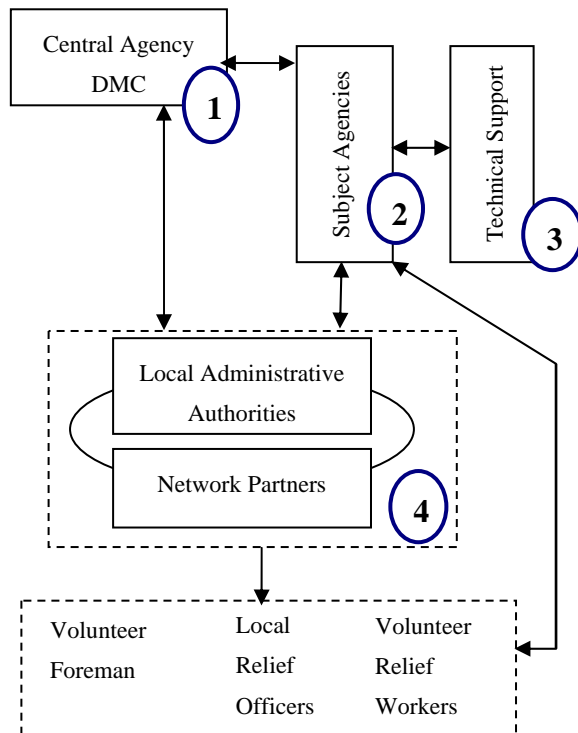 Central Agency
DMC
1
Subject Agencies
2
Technical Support
3
Local Administrative
Authorities
Network Partners
4
Volunteer
Foreman
Local
Relief
Officers
Volunteer
Relief
Workers